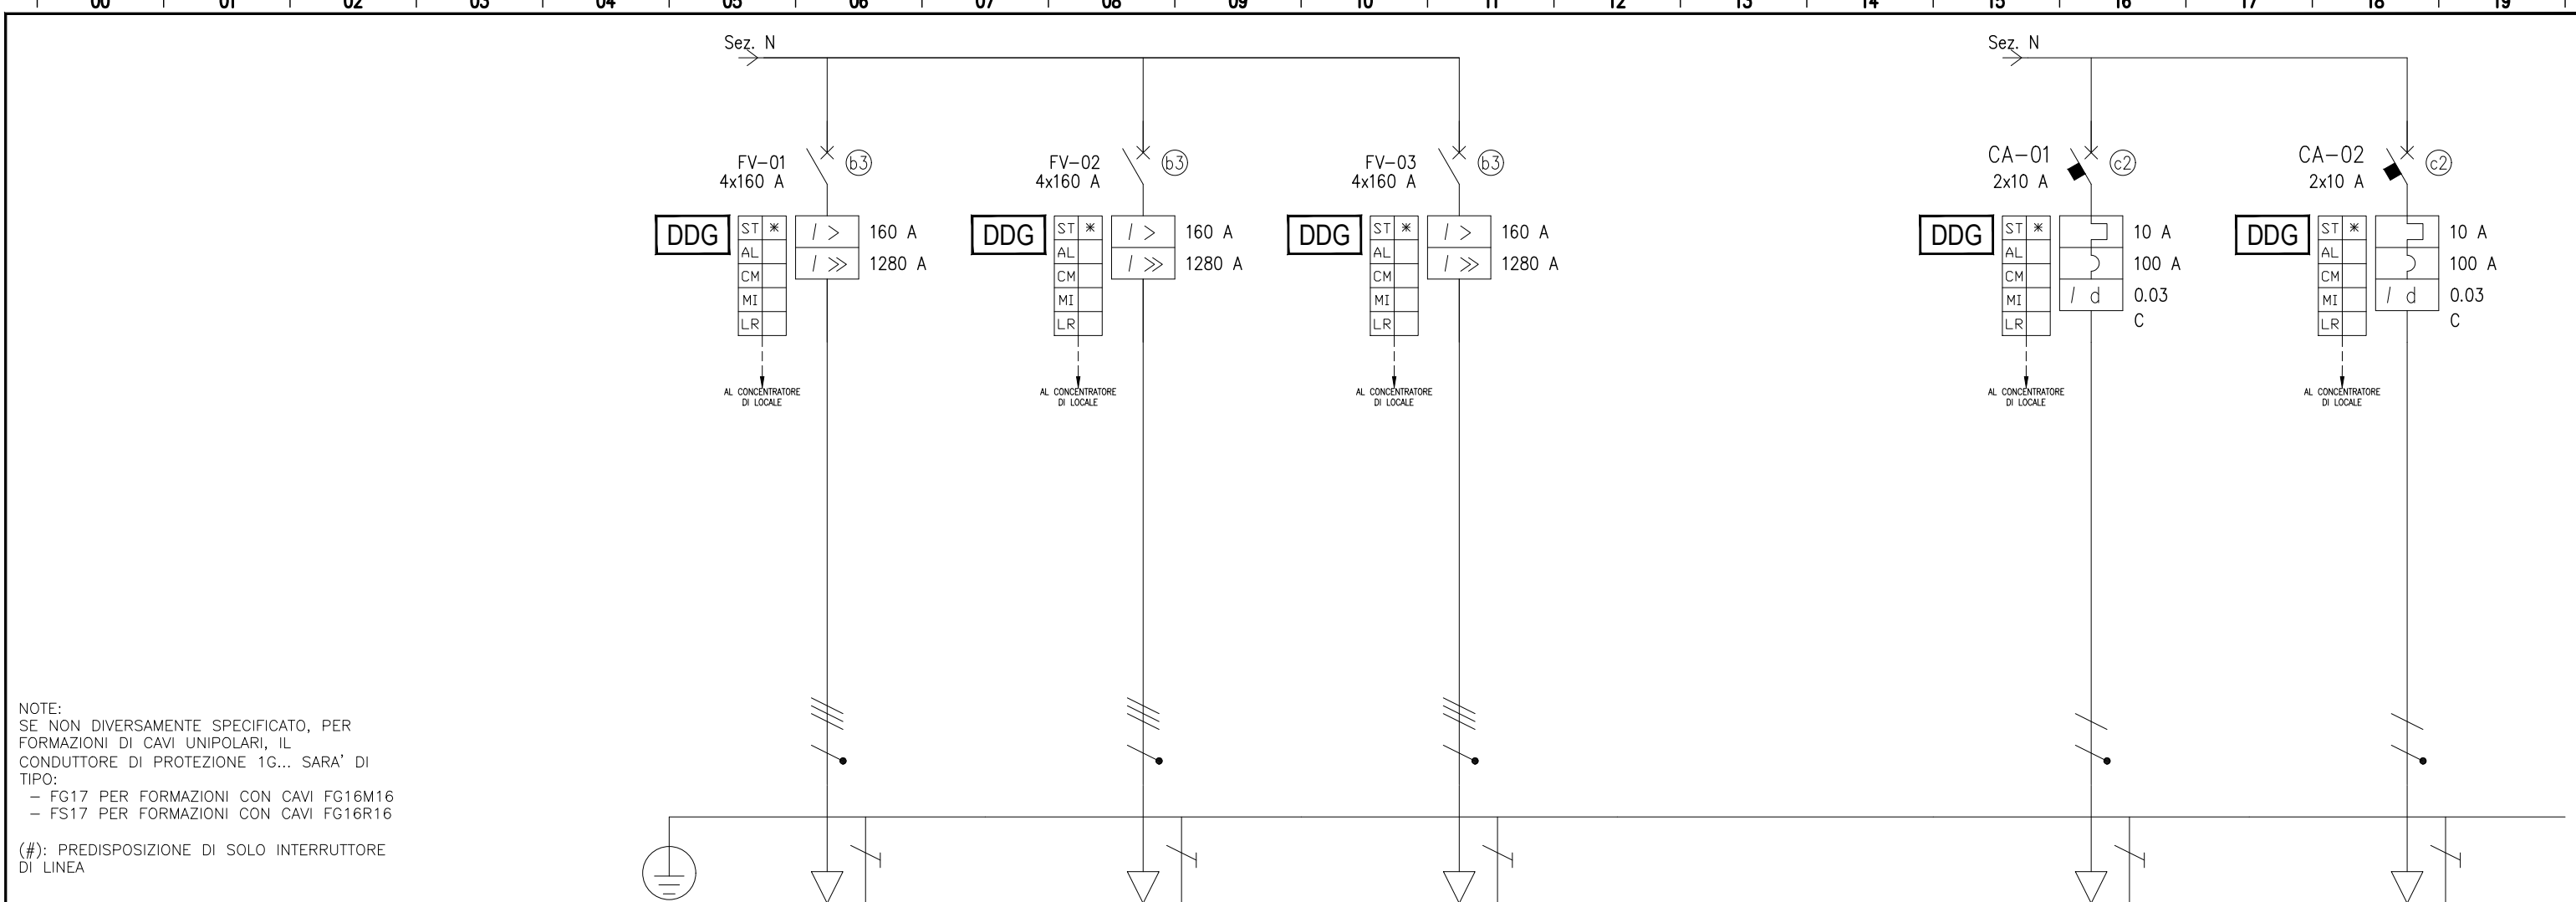 00 01 02 03 04 05 06 07 08 09 10 11 12 13 14 15 16 17 18 19
Sez. N
FV-01
4x160 A
b3
DDG
ST *
AL
CM
MI
LR
I >
160 A
I >>
1280 A
AL CONCENTRATORE
DI LOCALE
FV-02
4x160 A
b3
DDG
ST *
AL
CM
MI
LR
I >
160 A
I >>
1280 A
AL CONCENTRATORE
DI LOCALE
FV-03
4x160 A
b3
DDG
ST *
AL
CM
MI
LR
I >
160 A
I >>
1280 A
AL CONCENTRATORE
DI LOCALE
Sez. N
CA-01
2x10 A
c2
DDG
ST *
AL
CM
MI
LR
10 A
100 A
I d
0.03
C
AL CONCENTRATORE
DI LOCALE
CA-02
2x10 A
c2
DDG
ST *
AL
CM
MI
LR
10 A
100 A
I d
0.03
C
AL CONCENTRATORE
DI LOCALE
NOTE:
SE NON DIVERSAMENTE SPECIFICATO, PER
FORMAZIONI DI CAVI UNIPOLARI, IL
CONDUTTORE DI PROTEZIONE 1G... SARA' DI
TIPO:
- FG17 PER FORMAZIONI CON CAVI FG16M16
- FS17 PER FORMAZIONI CON CAVI FG16R16
(#): PREDISPOSIZIONE DI SOLO INTERRUTTORE
DI LINEA